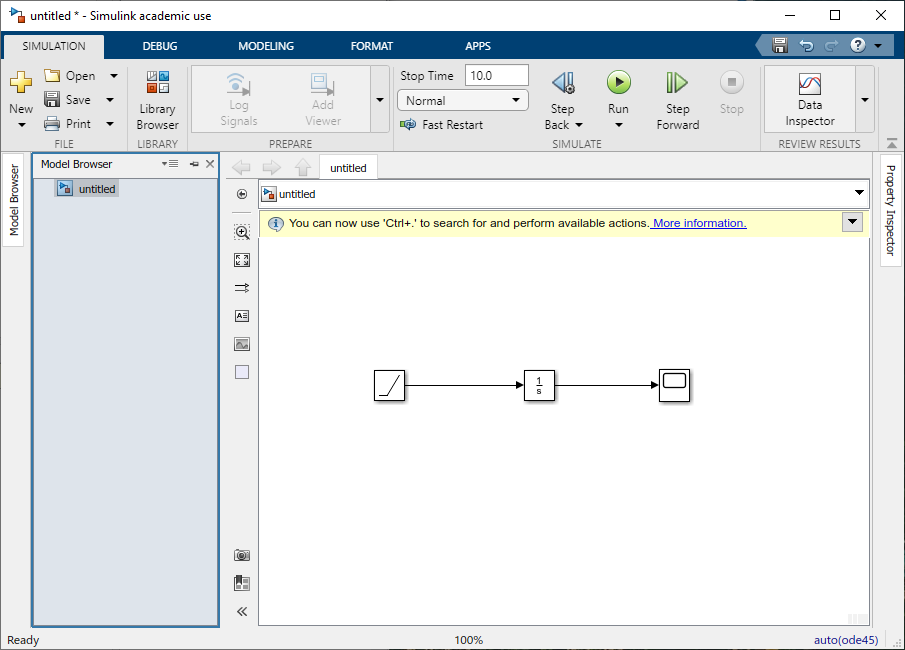 untitled * - Simulink academic use
SIMULATION DEBUG MODELING FORMAT APPS
New
Open
Save
Print
FILE
Library
Browser
LIBRARY
Log
Signals
Add
Viewer
PREPARE
Stop Time 10.0
Normal
Fast Restart
Step
Back
Run
Step
Forward
Stop
SIMULATE
Data
Inspector
REVIEW RESULTS
Model Browser
Model Browser
untitled
untitled
untitled
You can now use 'Ctrl+.' to search for and perform available actions. More information.
A
1
s
Property Inspector
Ready 100% auto(ode45)